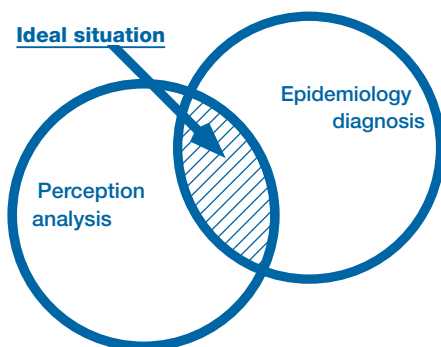 Ideal situation
Epidemiology
diagnosis
Perception
analysis